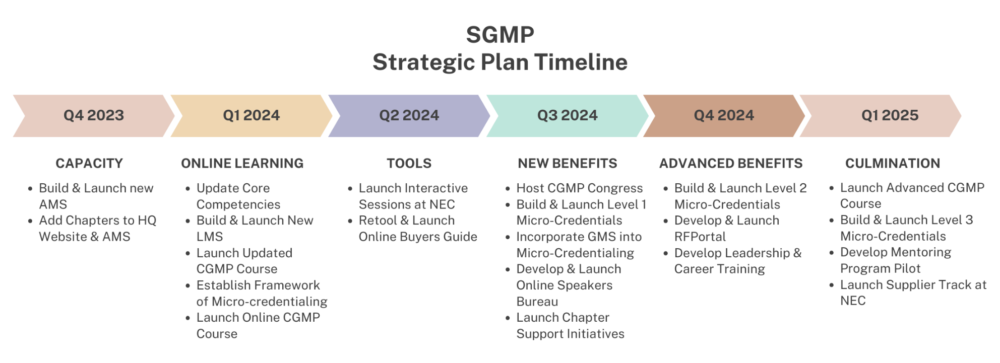 SGMP
Strategic Plan Timeline
Q4 2023
Q1 2024
Q2 2024
Q3 2024
Q4 2024
Q1 2025
CAPACITY
• Build & Launch new
AMS
• Add Chapters to HQ
Website & AMS
ONLINE LEARNING
• Update Core
Competencies
• Build & Launch New
LMS
• Launch Updated
CGMP Course
• Establish Framework
of Micro-credentialing
• Launch Online CGMP
Course
TOOLS
• Launch Interactive
Sessions at NEC
• Retool & Launch
Online Buyers Guide
NEW BENEFITS
• Host CGMP Congress
• Build & Launch Level 1
Micro-Credentials
• Incorporate GMS into
Micro-Credentialing
• Develop & Launch
Online Speakers
Bureau
• Launch Chapter
Support Initiatives
ADVANCED BENEFITS
• Build & Launch Level 2
Micro-Credentials
• Develop & Launch
RFPortal
• Develop Leadership &
Career Training
CULMINATION
• Launch Advanced CGMP
Course
• Build & Launch Level 3
Micro-Credentials
• Develop Mentoring
Program Pilot
• Launch Supplier Track at
NEC